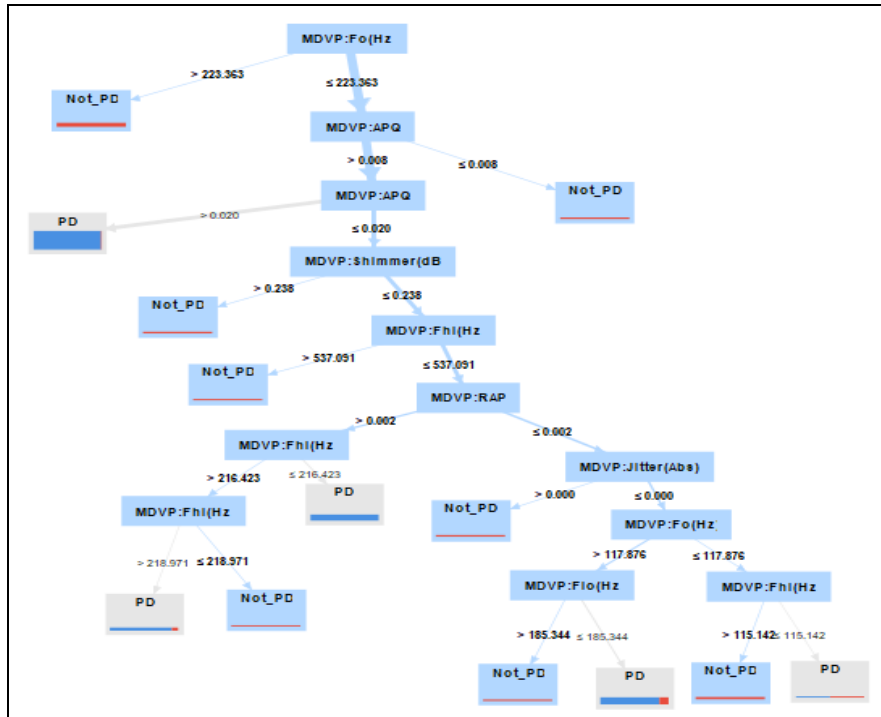 MDVP:Fo(Hz
> 223.363
≤ 223.363
Not_PD
MDVP:APQ
> 0.008
≤ 0.008
MDVP:APQ
Not_PD
> 0.020
PD
≤ 0.020
MDVP:Shimmer(dB
> 0.238
≤ 0.238
Not_PD
MDVP:Fhi(Hz
> 537.091
≤ 537.091
Not_PD
MDVP:RAP
> 0.002
≤ 0.002
MDVP:Fhi(Hz
MDVP:Jitter(Abs)
> 216.423
≤ 216.423
> 0.000
≤ 0.000
PD
Not_PD
MDVP:Fhi(Hz
MDVP:Fo(Hz)
> 218.971
≤ 218.971
> 117.876
≤ 117.876
PD
Not_PD
MDVP:Flo(Hz
MDVP:Fhi(Hz
> 185.344
≤ 185.344
> 115.142
≤ 115.142
Not_PD
PD
Not_PD
PD